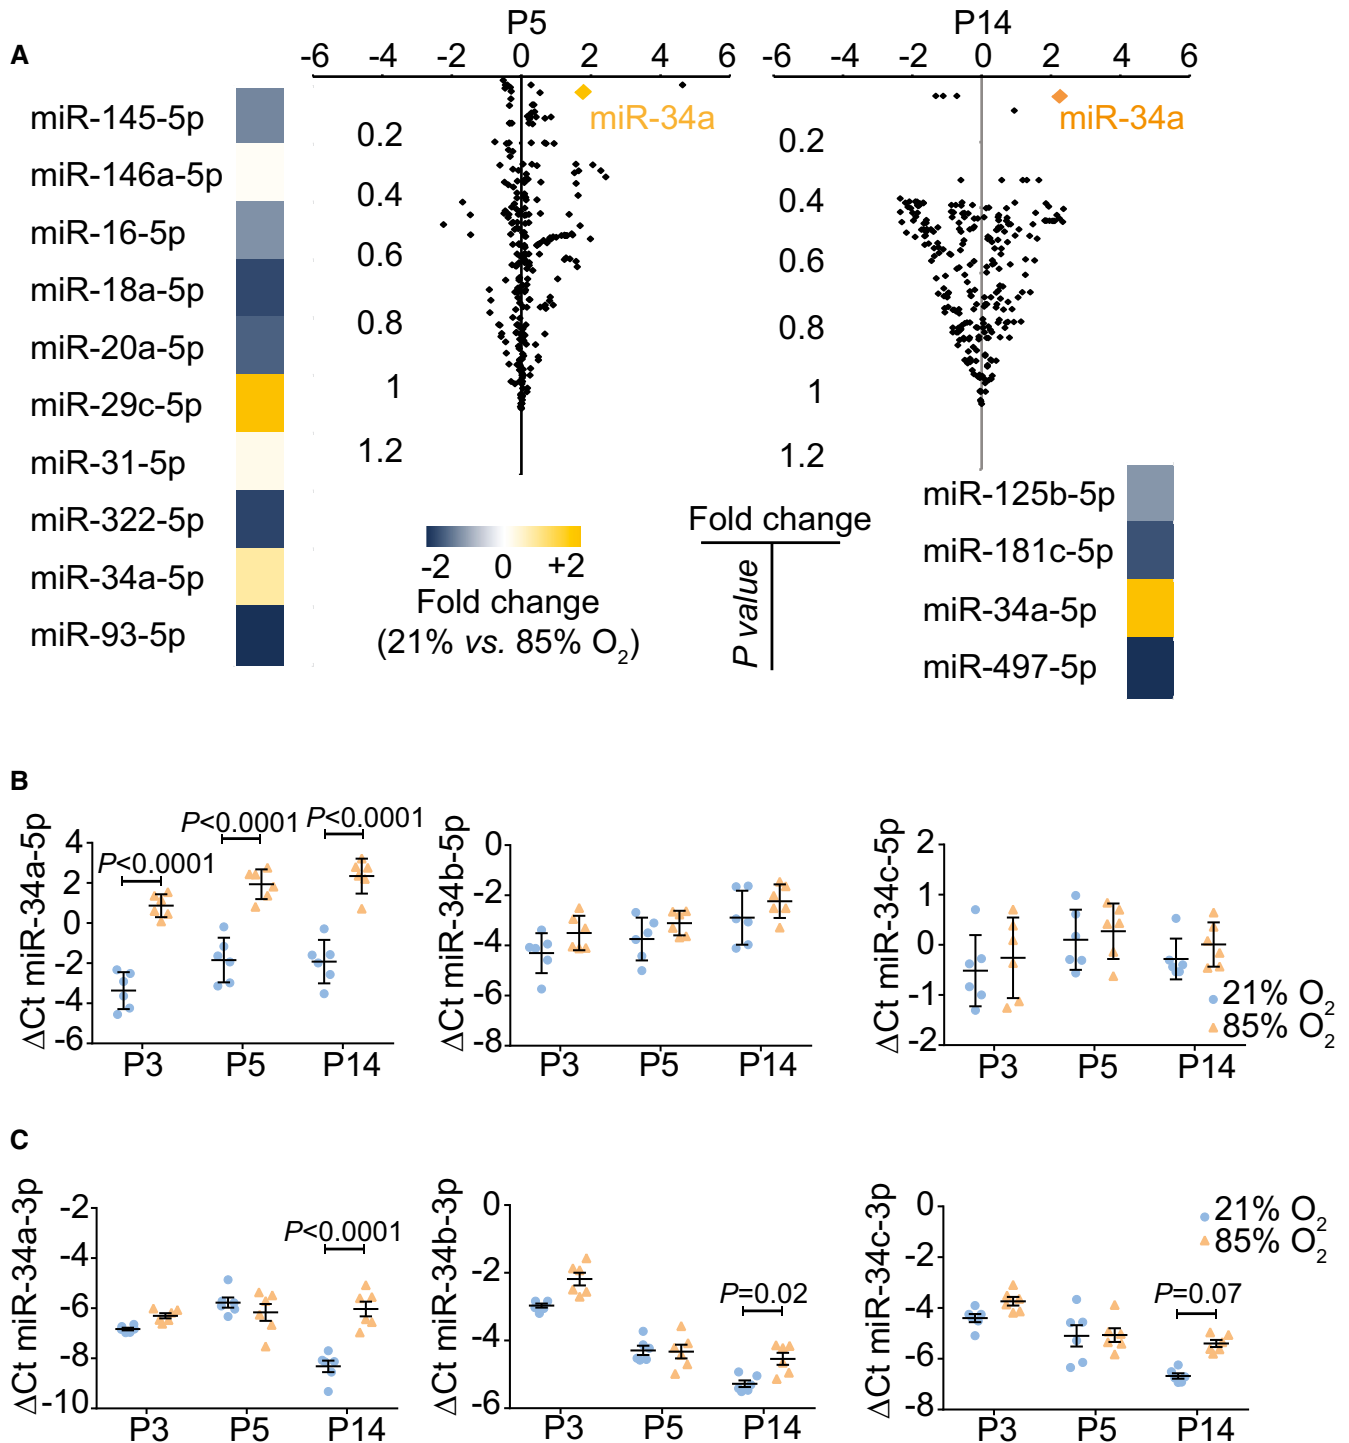 A
P5
-6 -4 -2 0 2 4 6
P14
-6 -4 -2 0 2 4 6
miR-145-5p
miR-146a-5p
miR-16-5p
miR-18a-5p
miR-20a-5p
miR-29c-5p
miR-31-5p
miR-322-5p
miR-34a-5p
miR-93-5p
miR-34a
0.2
0.4
0.6
0.8
1
1.2
miR-34a
0.2
0.4
0.6
0.8
1
1.2
-2 0 +2
Fold change
(21% vs. 85% O2)
Fold change
P value
miR-125b-5p
miR-181c-5p
miR-34a-5p
miR-497-5p
B
ΔCt miR-34a-5p
4
2
0
-2
-4
-6
P<0.0001
P<0.0001
P<0.0001
P3 P5 P14
ΔCt miR-34b-5p
0
-2
-4
-6
-8
P3 P5 P14
ΔCt miR-34c-5p
2
1
0
-1
-2
21% O2
85% O2
P3 P5 P14
C
ΔCt miR-34a-3p
-2
-4
-6
-8
-10
P<0.0001
P3 P5 P14
ΔCt miR-34b-3p
0
-2
-4
-6
P=0.02
P3 P5 P14
ΔCt miR-34c-3p
0
-2
-4
-6
-8
21% O2
85% O2
P=0.07
P3 P5 P14